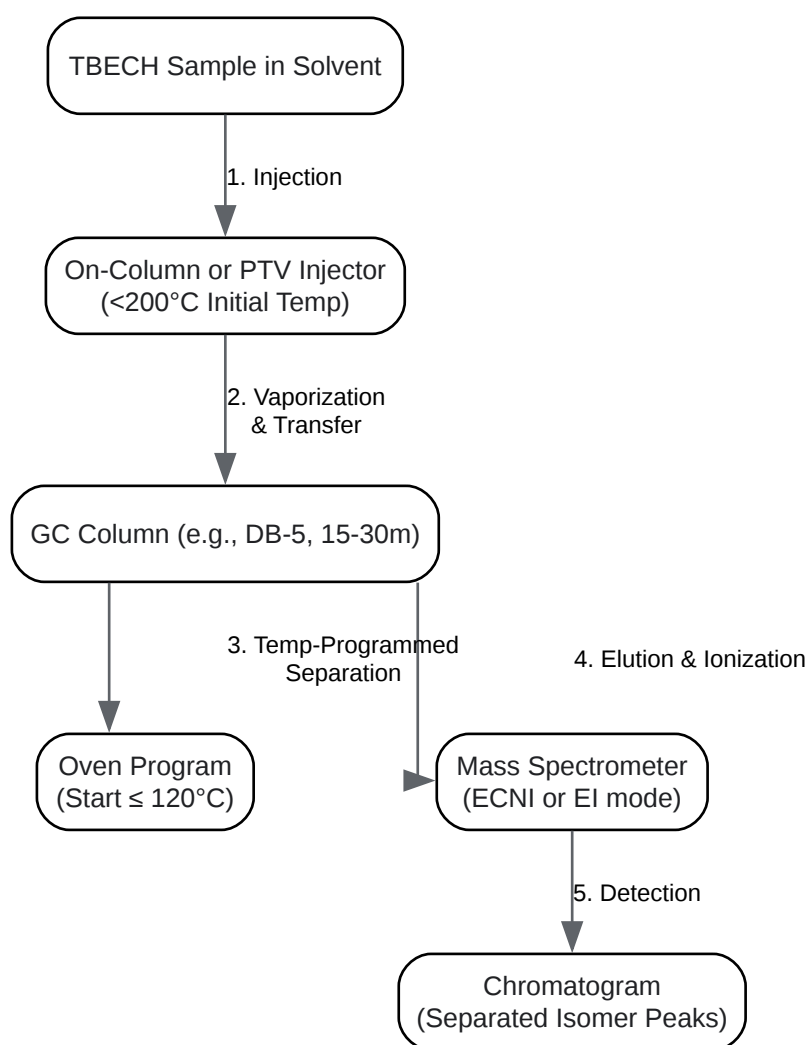 TBECH Sample in Solvent
1. Injection
On-Column or PTV Injector
(<200°C Initial Temp)
2. Vaporization
& Transfer
GC Column (e.g., DB-5, 15-30m)
3. Temp-Programmed
Separation
4. Elution & Ionization
Oven Program
(Start ≤ 120°C)
Mass Spectrometer
(ECNI or EI mode)
5. Detection
Chromatogram
(Separated Isomer Peaks)